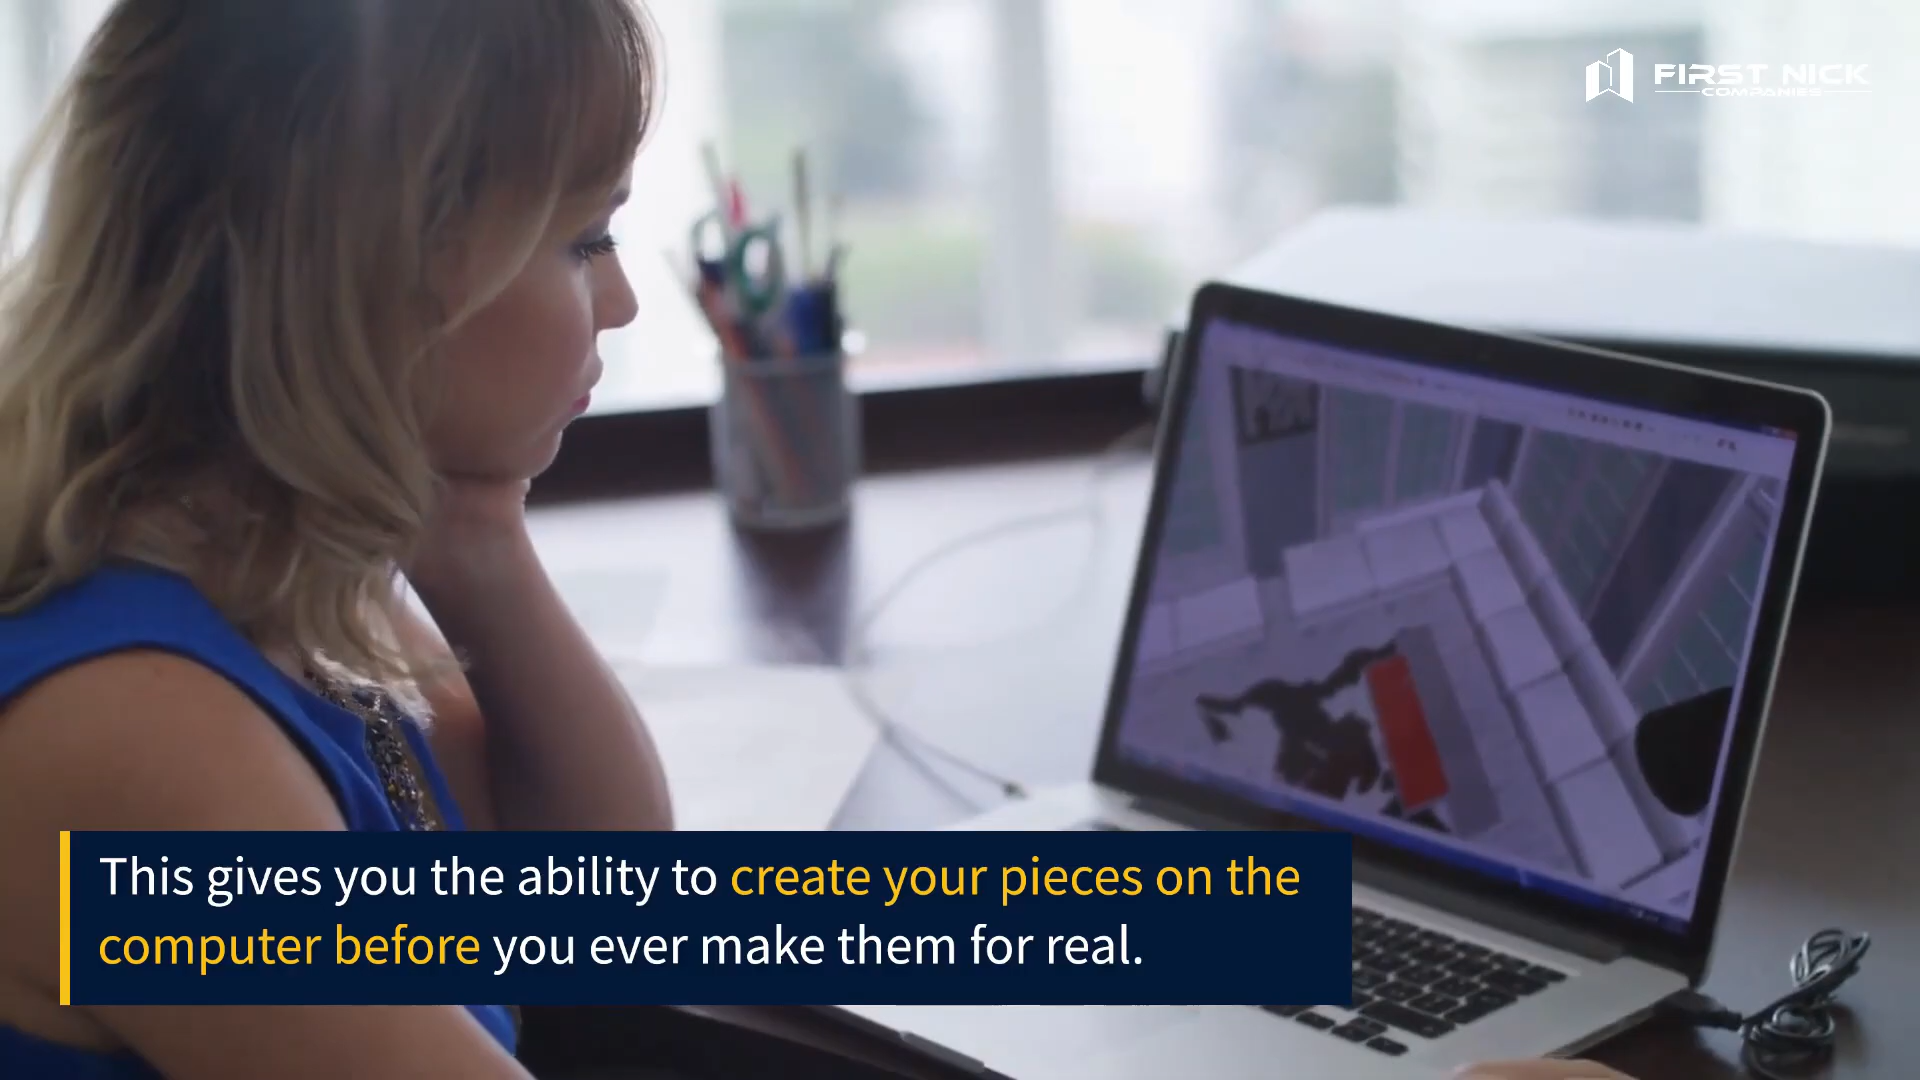 FIRST NICK
COMPANIES
This gives you the ability to create your pieces on the
computer before you ever make them for real.